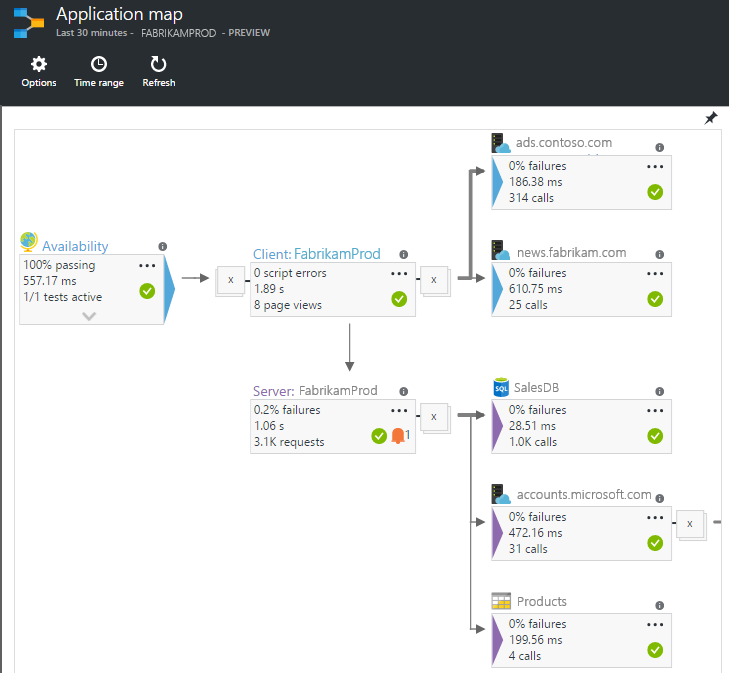 Application map
Last 30 minutes - FABRIKAMPROD - PREVIEW
Options
Time range
Refresh
ads.contoso.com
0% failures
186.38 ms
314 calls
Availability
100% passing
557.17 ms
1/1 tests active
x
Client: FabrikamProd
0 script errors
1.89 s
8 page views
x
news.fabrikam.com
0% failures
610.75 ms
25 calls
Server: FabrikamProd
0.2% failures
1.06 s
3.1K requests
1
x
SQL
SalesDB
0% failures
28.51 ms
1.0K calls
accounts.microsoft.com
0% failures
472.16 ms
31 calls
x
Products
0% failures
199.56 ms
4 calls